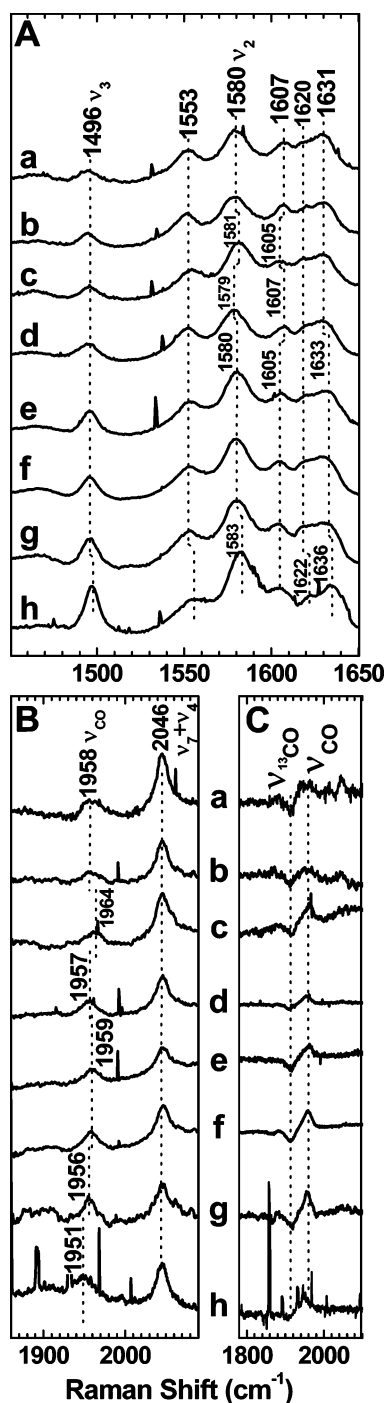 A
1496 ν3
1553
1580 ν2
1607
1620
1631
a
b
1581
1605
c
1579
1607
d
1580
1605
1633
e
f
g
1583
1622
1636
h
1500 1550 1600 1650
B
1958 νCO
2046
ν7+ν4
C
ν13CO
νCO
a
b
1964
c
1957
d
1959
e
f
1956
g
1951
h
1900 2000 1800 2000
Raman Shift (cm-1)